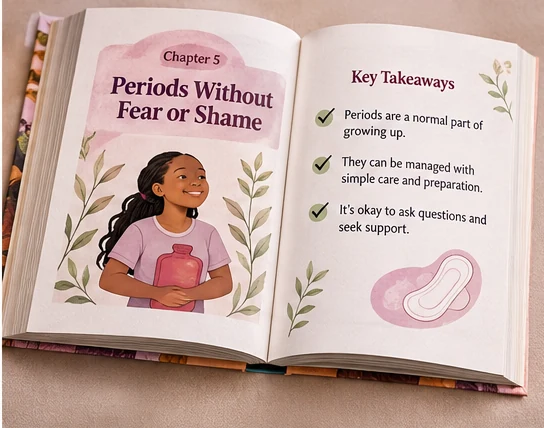 Chapter 5
Periods Without
Fear or Shame
Key Takeaways
Periods are a normal part of
growing up.
They can be managed with
simple care and preparation.
It's okay to ask questions and
seek support.